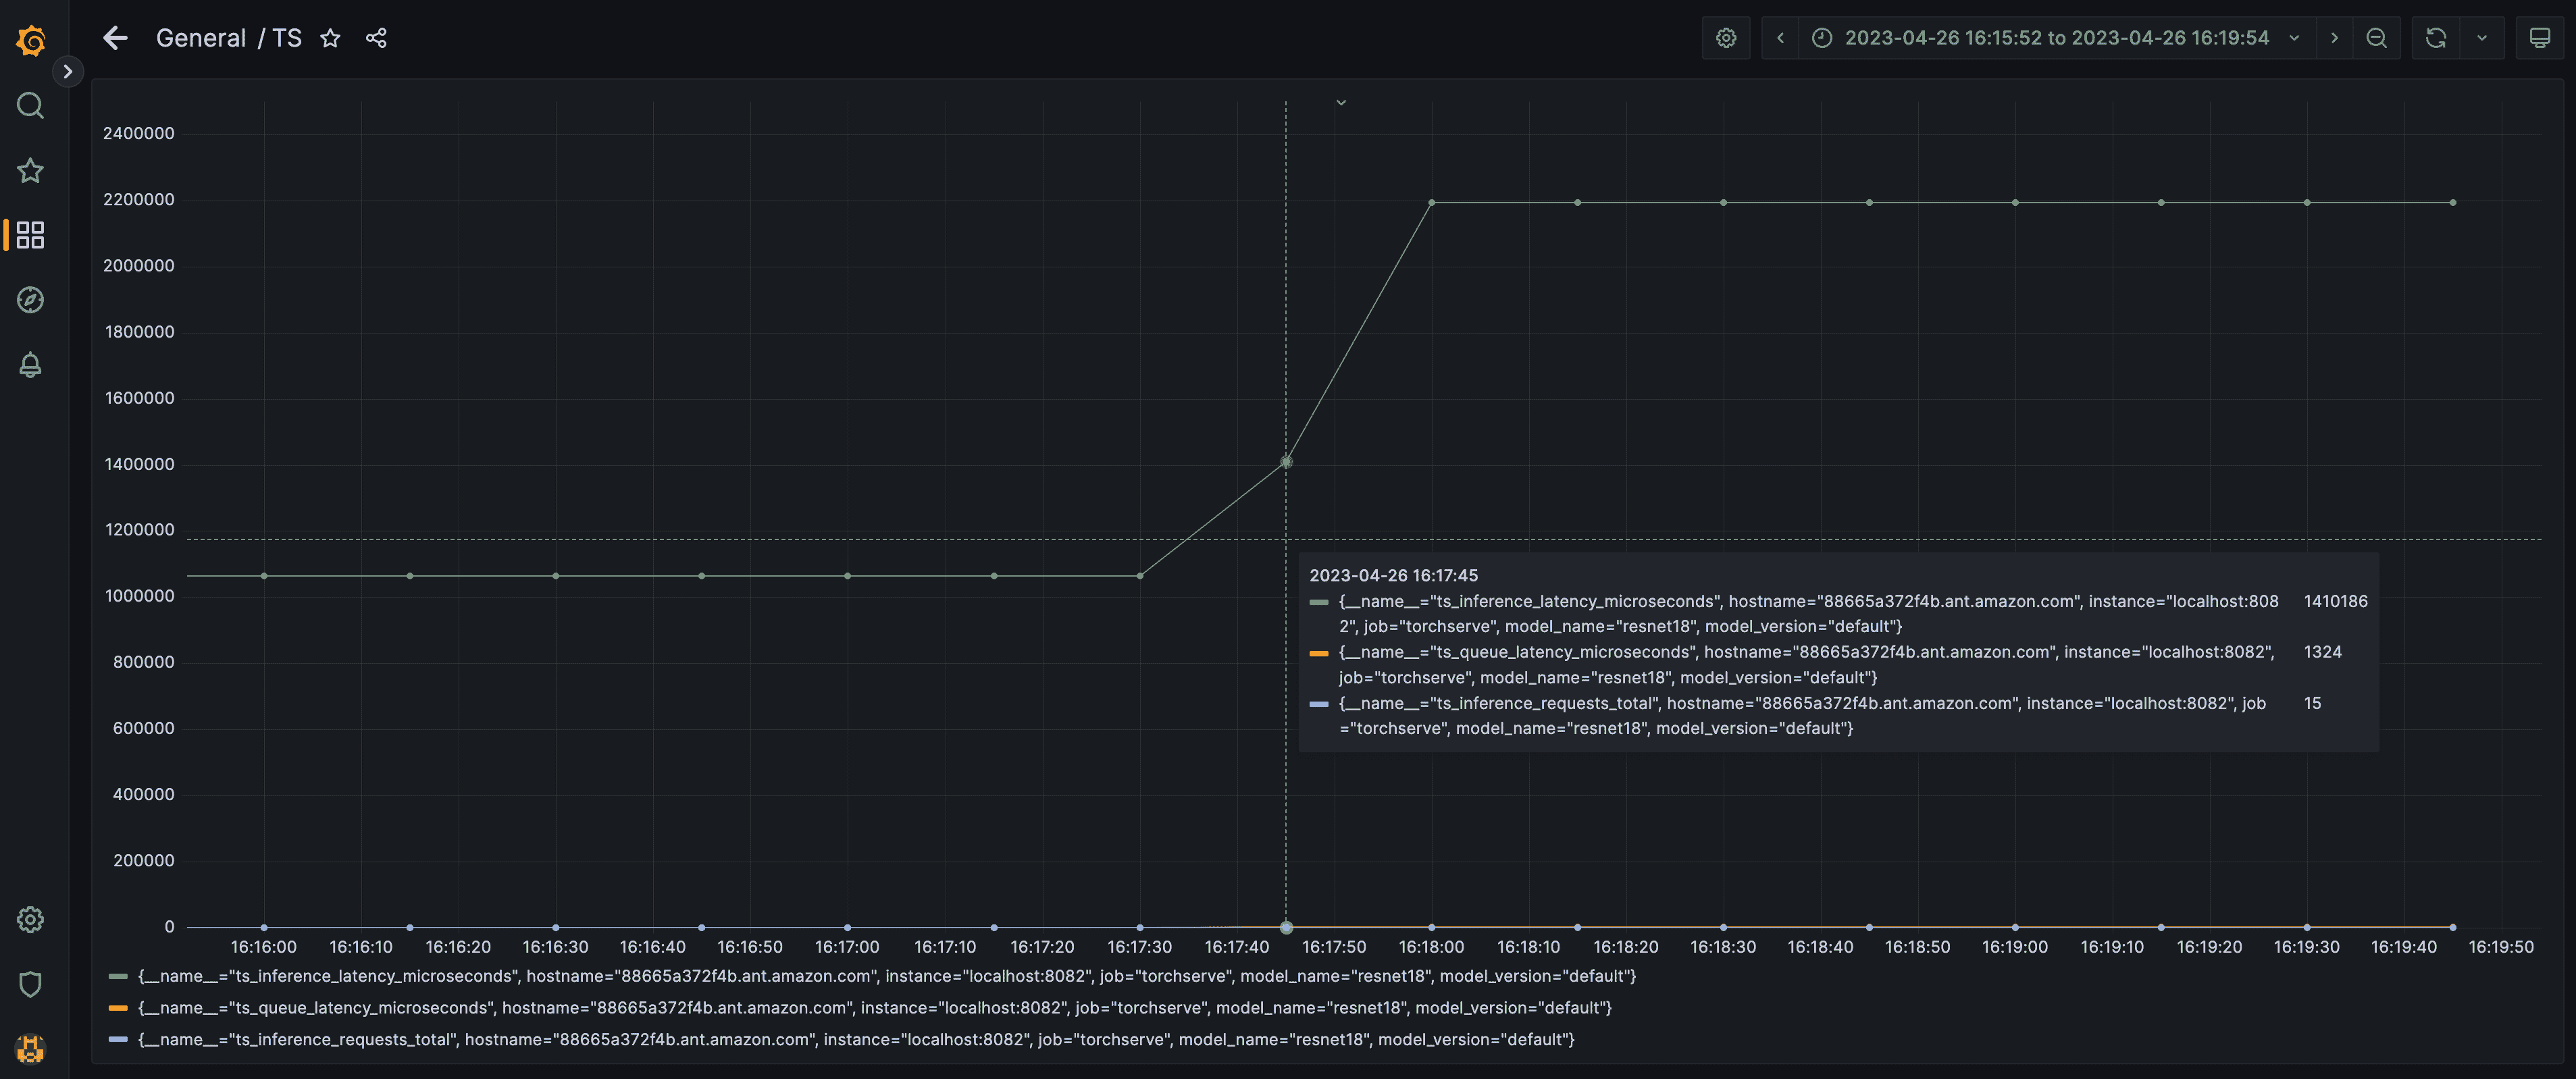 General / TS
2023-04-26 16:15:52 to 2023-04-26 16:19:54
2400000
2200000
2000000
1800000
1600000
1400000
1200000
1000000
800000
600000
400000
200000
0
2023-04-26 16:17:45
{__name__="ts_inference_latency_microseconds", hostname="88665a372f4b.ant.amazon.com", instance="localhost:808 1410186
2", job="torchserve", model_name="resnet18", model_version="default"}
{__name__="ts_queue_latency_microseconds", hostname="88665a372f4b.ant.amazon.com", instance="localhost:8082", 1324
job="torchserve", model_name="resnet18", model_version="default"}
{__name__="ts_inference_requests_total", hostname="88665a372f4b.ant.amazon.com", instance="localhost:8082", job 15
="torchserve", model_name="resnet18", model_version="default"}
16:16:00 16:16:10 16:16:20 16:16:30 16:16:40 16:16:50 16:17:00 16:17:10 16:17:20 16:17:30 16:17:40 16:17:50 16:18:00 16:18:10 16:18:20 16:18:30 16:18:40 16:18:50 16:19:00 16:19:10 16:19:20 16:19:30 16:19:40 16:19:50
{__name__="ts_inference_latency_microseconds", hostname="88665a372f4b.ant.amazon.com", instance="localhost:8082", job="torchserve", model_name="resnet18", model_version="default"}
{__name__="ts_queue_latency_microseconds", hostname="88665a372f4b.ant.amazon.com", instance="localhost:8082", job="torchserve", model_name="resnet18", model_version="default"}
{__name__="ts_inference_requests_total", hostname="88665a372f4b.ant.amazon.com", instance="localhost:8082", job="torchserve", model_name="resnet18", model_version="default"}